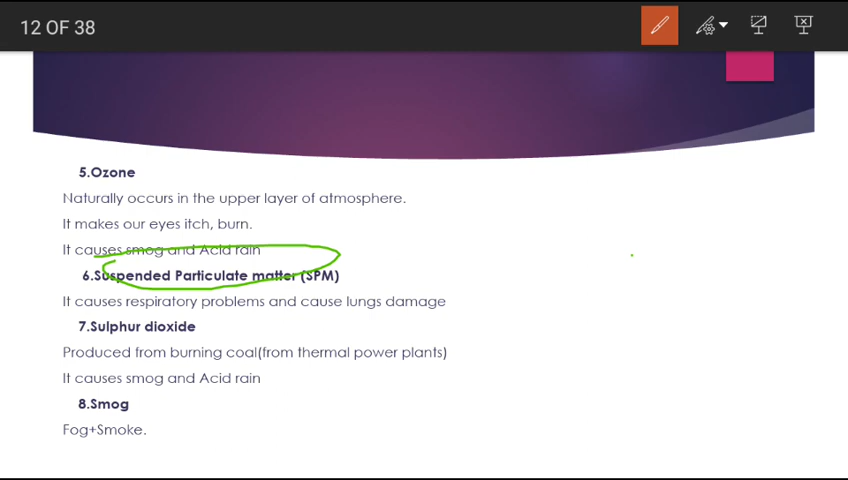 12 OF 38
5.Ozone
Naturally occurs in the upper layer of atmosphere.
It makes our eyes itch, burn.
It causes smog and Acid rain
6.Suspended Particulate matter (SPM)
It causes respiratory problems and cause lungs damage
7.Sulphur dioxide
Produced from burning coal(from thermal power plants)
It causes smog and Acid rain
8.Smog
Fog+Smoke.